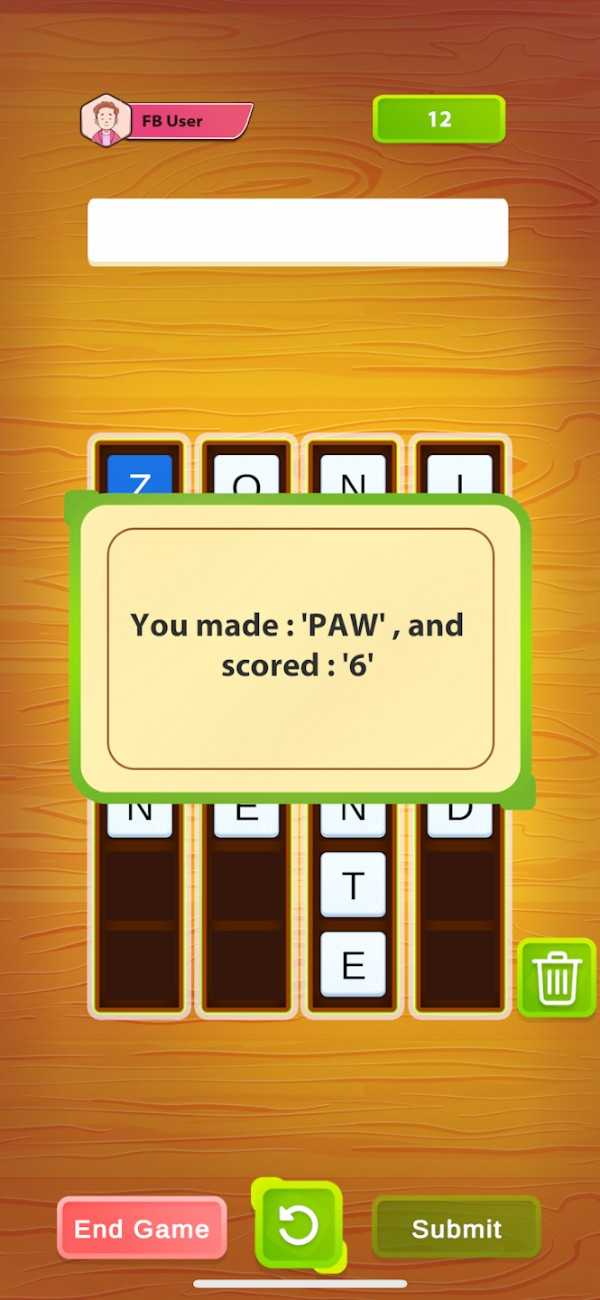 FB User
12
Z O N
You made : 'PAW' , and
scored : '6'
N E N D
T
E
End Game
Submit